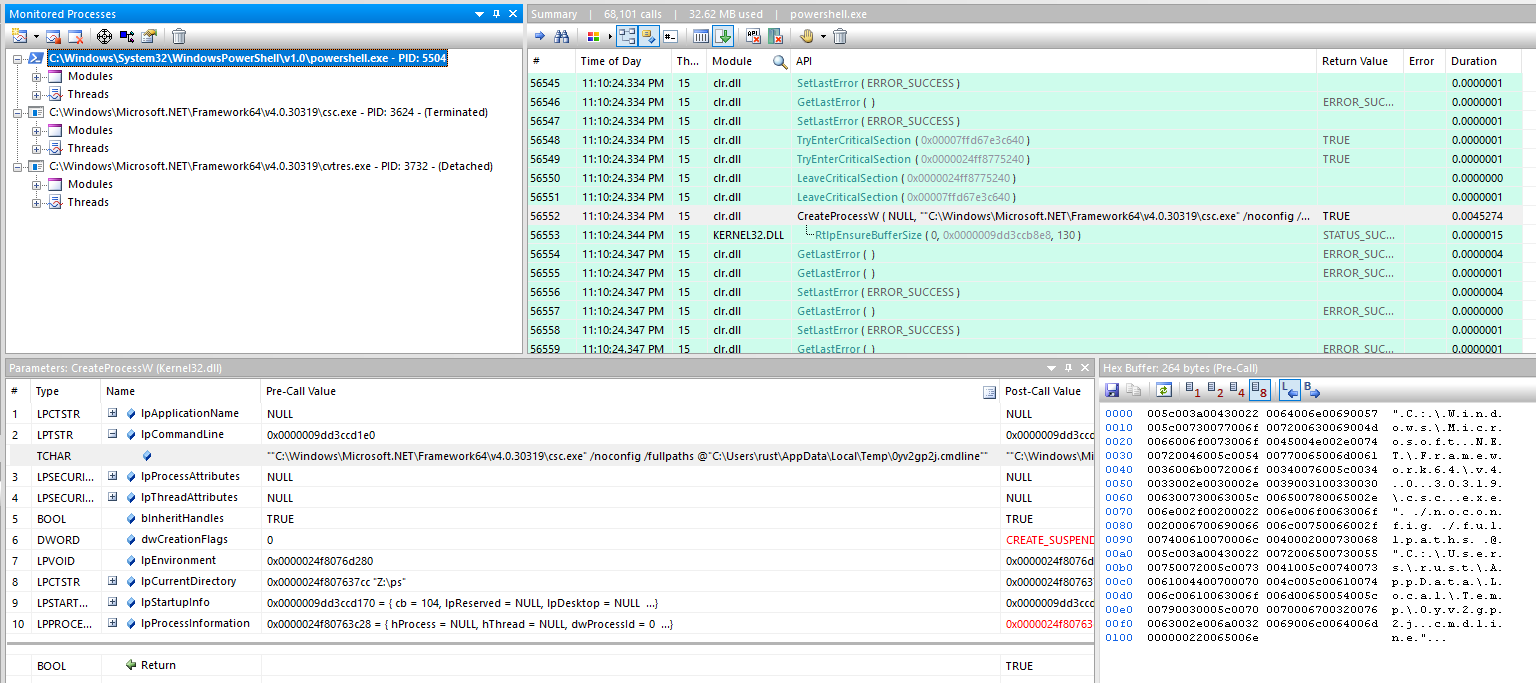 Monitored Processes
C:\Windows\System32\WindowsPowerShell\v1.0\powershell.exe - PID: 5504
Modules
Threads
C:\Windows\Microsoft.NET\Framework64\v4.0.30319\csc.exe - PID: 3624 - (Terminated)
Modules
Threads
C:\Windows\Microsoft.NET\Framework64\v4.0.30319\cvtres.exe - PID: 3732 - (Detached)
Modules
Threads
Summary | 68,101 calls | 32.62 MB used | powershell.exe
# Time of Day Th... Module API Return Value Error Duration
56545 11:10:24.334 PM 15 clr.dll SetLastError ( ERROR_SUCCESS ) 0.0000001
56546 11:10:24.334 PM 15 clr.dll GetLastError ( ) ERROR_SUC... 0.0000001
56547 11:10:24.334 PM 15 clr.dll SetLastError ( ERROR_SUCCESS ) 0.0000001
56548 11:10:24.334 PM 15 clr.dll TryEnterCriticalSection ( 0x00007ffd67e3c640 ) TRUE 0.0000001
56549 11:10:24.334 PM 15 clr.dll TryEnterCriticalSection ( 0x0000024ff8775240 ) TRUE 0.0000001
56550 11:10:24.334 PM 15 clr.dll LeaveCriticalSection ( 0x0000024ff8775240 ) 0.0000000
56551 11:10:24.334 PM 15 clr.dll LeaveCriticalSection ( 0x00007ffd67e3c640 ) 0.0000001
56552 11:10:24.334 PM 15 clr.dll CreateProcessW ( NULL, ""C:\Windows\Microsoft.NET\Framework64\v4.0.30319\csc.exe" /noconfig /... TRUE 0.0045274
56553 11:10:24.344 PM 15 KERNEL32.DLL RtlpEnsureBufferSize ( 0, 0x0000009dd3ccb8e8, 130 ) STATUS_SUC... 0.0000015
56554 11:10:24.347 PM 15 clr.dll GetLastError ( ) ERROR_SUC... 0.0000004
56555 11:10:24.347 PM 15 clr.dll GetLastError ( ) ERROR_SUC... 0.0000001
56556 11:10:24.347 PM 15 clr.dll SetLastError ( ERROR_SUCCESS ) 0.0000004
56557 11:10:24.347 PM 15 clr.dll GetLastError ( ) ERROR_SUC... 0.0000000
56558 11:10:24.347 PM 15 clr.dll SetLastError ( ERROR_SUCCESS ) 0.0000001
56559 11:10:24.347 PM 15 clr.dll GetLastError ( ) ERROR_SUC... 0.0000001
Parameters: CreateProcessW (Kernel32.dll)
# Type Name Pre-Call Value Post-Call Value
1 LPCTSTR lpApplicationName NULL NULL
2 LPTSTR lpCommandLine 0x0000009dd3ccd1e0 0x0000009dd3ccd
TCHAR ""C:\Windows\Microsoft.NET\Framework64\v4.0.30319\csc.exe" /noconfig /fullpaths @"C:\Users\rust\AppData\Local\Temp\0yv2gp2j.cmdline"" ""C:\Windows\Mi
3 LPSECURI... lpProcessAttributes NULL NULL
4 LPSECURI... lpThreadAttributes NULL NULL
5 BOOL bInheritHandles TRUE TRUE
6 DWORD dwCreationFlags 0 CREATE_SUSPEND
7 LPVOID lpEnvironment 0x0000024f8076d280 0x0000024f8076d
8 LPCTSTR lpCurrentDirectory 0x0000024f807637cc "Z:\ps" 0x0000024f80763
9 LPSTART... lpStartupInfo 0x0000009dd3ccd170 = { cb = 104, lpReserved = NULL, lpDesktop = NULL ...} 0x0000009dd3ccd
10 LPPROCE... lpProcessInformation 0x0000024f80763c28 = { hProcess = NULL, hThread = NULL, dwProcessId = 0 ...} 0x0000024f80763
BOOL Return TRUE
Hex Buffer: 264 bytes (Pre-Call)
1 2 4 8 L B
0000 005c003a00430022 0064006e00690057 ".C.:.\.W.i.n.d.
0010 005c00730077006f 007200630069004d o.w.s.\.M.i.c.r.
0020 0066006f0073006f 0045004e002e0074 o.s.o.f.t...N.E.
0030 00720046005c0054 00770065006d0061 T.\.F.r.a.m.e.w.
0040 0036006b0072006f 00340076005c0034 o.r.k.6.4.\.v.4.
0050 0033002e0030002e 0039003100330030 ..0...3.0.3.1.9.
0060 006300730063005c 006500780065002e \.c.s.c...e.x.e.
0070 006e002f00200022 006e006f0063006f ". ./.n.o.c.o.n.
0080 0020006700690066 006c00750066002f f.i.g. ./.f.u.l.
0090 007400610070006c 0040002000730068 l.p.a.t.h.s. .@.
00a0 005c003a00430022 0072006500730055 ".C.:.\.U.s.e.r.
00b0 00750072005c0073 0041005c00740073 s.\.r.u.s.t.\.A.
00c0 0061004400700070 004c005c00610074 p.p.D.a.t.a.\.L.
00d0 006c00610063006f 006d00650054005c o.c.a.l.\.T.e.m.
00e0 00790030005c0070 0070006700320076 p.\.0.y.v.2.g.p.
00f0 0063002e006a0032 0069006c0064006d 2.j...c.m.d.l.i.
0100 000000220065006e n.e."...